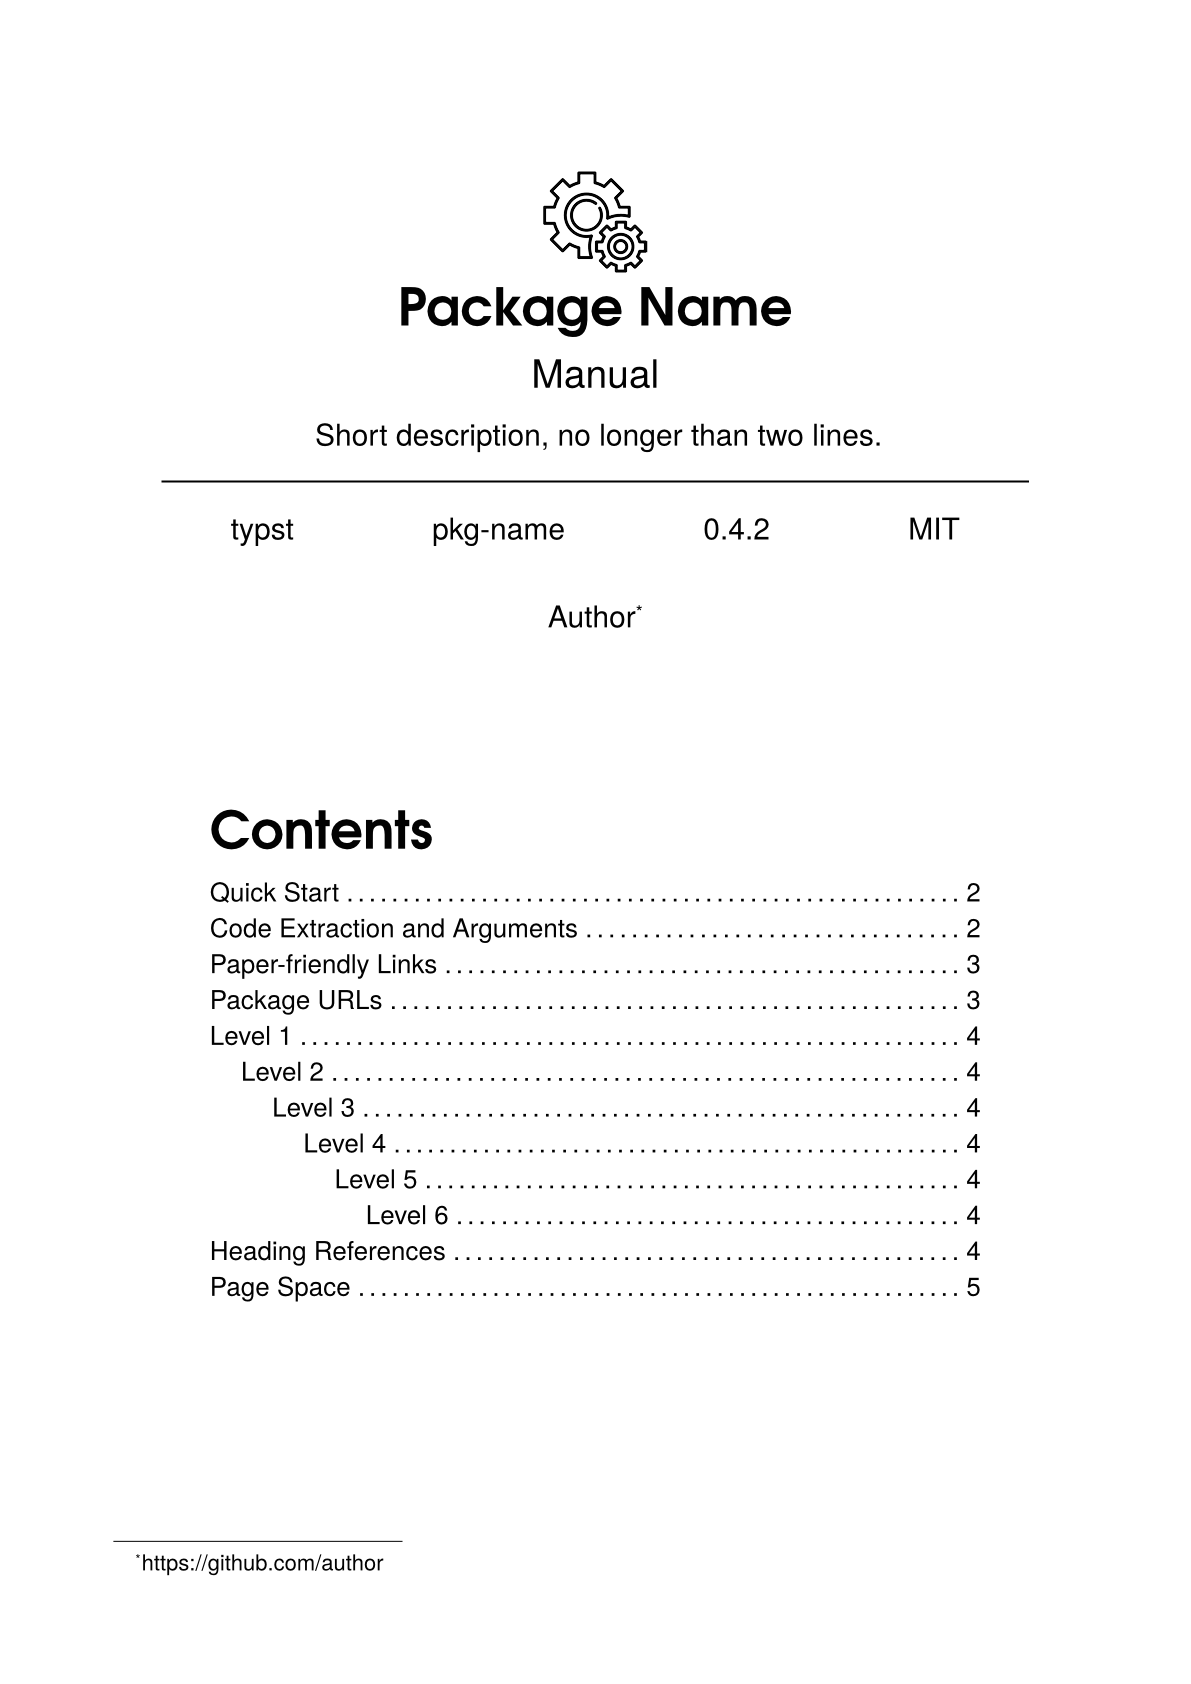 Package Name
Manual
Short description, no longer than two lines.
typst pkg-name 0.4.2 MIT
Author*
Contents
Quick Start . . . . . . . . . . . . . . . . . . . . . . . . . . . . . . . . . . . . . . . . . . . . . . . . . . . . . . . 2
Code Extraction and Arguments . . . . . . . . . . . . . . . . . . . . . . . . . . . . . . . . . . 2
Paper-friendly Links . . . . . . . . . . . . . . . . . . . . . . . . . . . . . . . . . . . . . . . . . . . . . . 3
Package URLs . . . . . . . . . . . . . . . . . . . . . . . . . . . . . . . . . . . . . . . . . . . . . . . . . . . 3
Level 1 . . . . . . . . . . . . . . . . . . . . . . . . . . . . . . . . . . . . . . . . . . . . . . . . . . . . . . . . . . . 4
Level 2 . . . . . . . . . . . . . . . . . . . . . . . . . . . . . . . . . . . . . . . . . . . . . . . . . . . . . . . . 4
Level 3 . . . . . . . . . . . . . . . . . . . . . . . . . . . . . . . . . . . . . . . . . . . . . . . . . . . . . 4
Level 4 . . . . . . . . . . . . . . . . . . . . . . . . . . . . . . . . . . . . . . . . . . . . . . . . . . . 4
Level 5 . . . . . . . . . . . . . . . . . . . . . . . . . . . . . . . . . . . . . . . . . . . . . . . . 4
Level 6 . . . . . . . . . . . . . . . . . . . . . . . . . . . . . . . . . . . . . . . . . . . . . 4
Heading References . . . . . . . . . . . . . . . . . . . . . . . . . . . . . . . . . . . . . . . . . . . . . 4
Page Space . . . . . . . . . . . . . . . . . . . . . . . . . . . . . . . . . . . . . . . . . . . . . . . . . . . . . . 5
*https://github.com/author